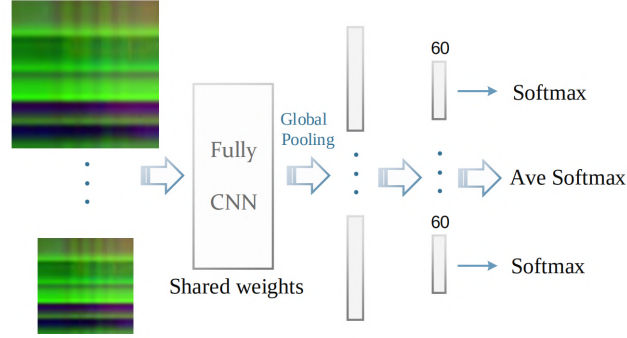 60
Softmax
Global
Pooling
Fully
CNN
Ave Softmax
60
Softmax
Shared weights